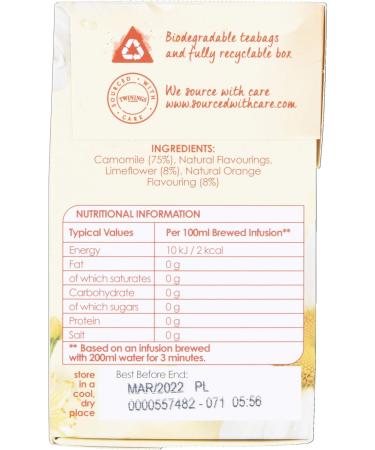 Biodegradable teabags
and fully recyclable box
SOURCED WITH CARE
TWININGS
We source with care
www.sourcedwithcare.com
INGREDIENTS:
Camomile (75%), Natural Flavourings,
Limeflower (8%), Natural Orange
Flavouring (8%)
NUTRITIONAL INFORMATION
Typical Values Per 100ml Brewed Infusion**
Energy 10 kJ / 2 kcal
Fat 0 g
of which saturates 0 g
Carbohydrate 0 g
of which sugars 0 g
Protein 0 g
Salt 0 g
** Based on an infusion brewed
with 200ml water for 3 minutes.
store
in a
cool,
dry
place
Best Before End:
MAR/2022 PL
0000557482 -071 05:56